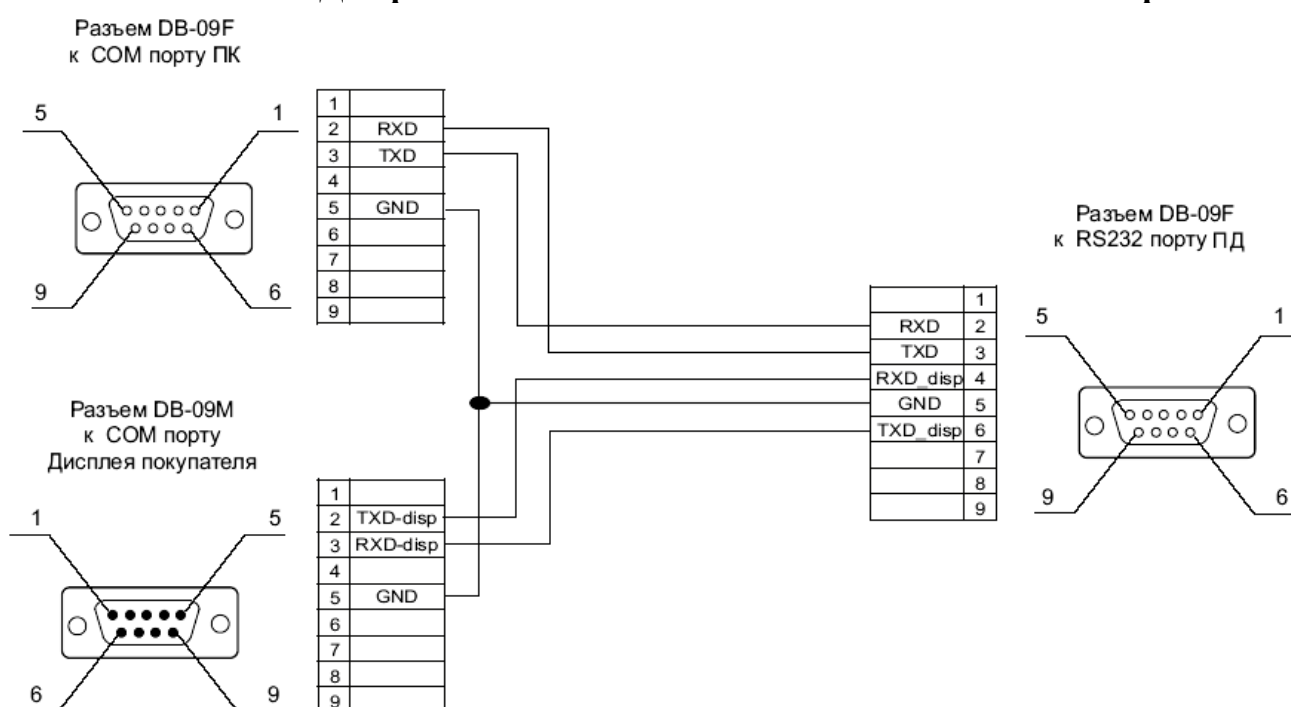 Разъем DB-09F
к COM порту ПК
5
1
9
6
1
2 RXD
3 TXD
4
5 GND
6
7
8
9
Разъем DB-09F
к RS232 порту ПД
1
RXD 2
TXD 3
RXD_disp 4
GND 5
TXD_disp 6
7
8
9
5
1
9
6
Разъем DB-09M
к COM порту
Дисплея покупателя
1
5
6
9
1
2 TXD-disp
3 RXD-disp
4
5 GND
6
7
8
9